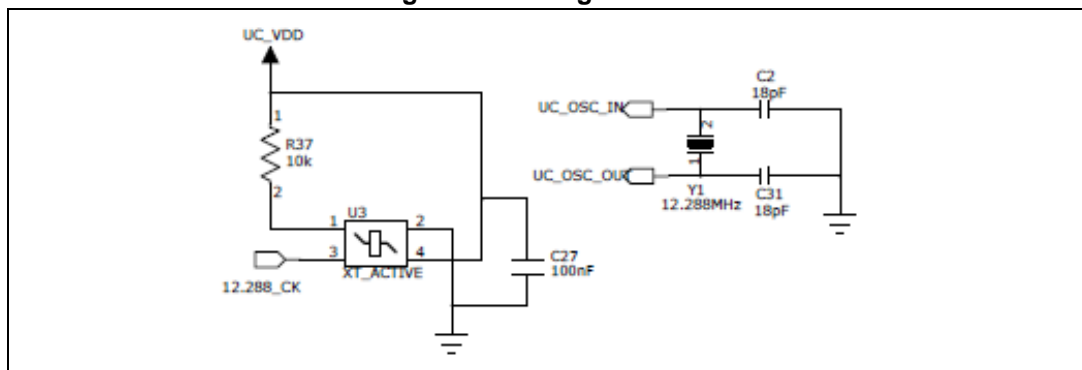 UC_VDD
1
R37
10k
2
U3
1
2
3
4
XT_ACTIVE
12.288_CK
C27
100nF
UC_OSC_IN
UC_OSC_OUT
2
1
Y1
12.288MHz
C2
18pF
C31
18pF